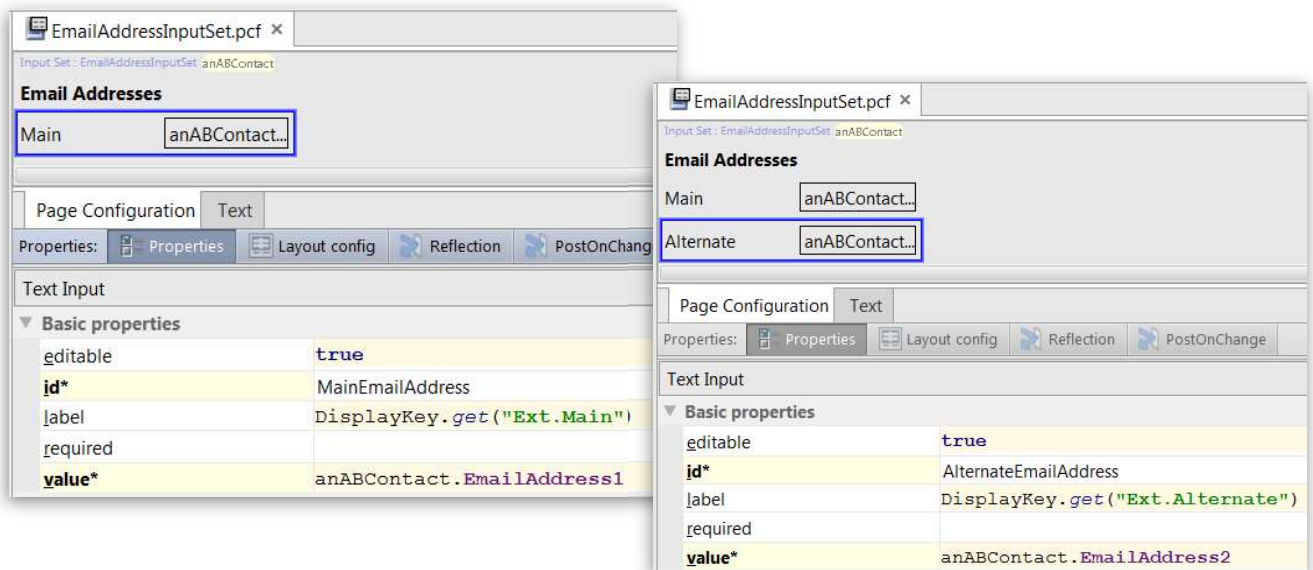 EmailAddressInputSet.pcf ×
Input Set : EmailAddressInputSet anABContact
Email Addresses
Main anABContact...
Page Configuration Text
Properties: Properties Layout config Reflection PostOnChang
Text Input
Basic properties
editable true
id* MainEmailAddress
label DisplayKey.get("Ext.Main")
required
value* anABContact.EmailAddress1
EmailAddressInputSet.pcf ×
Input Set : EmailAddressInputSet anABContact
Email Addresses
Main anABContact...
Alternate anABContact...
Page Configuration Text
Properties: Properties Layout config Reflection PostOnChange
Text Input
Basic properties
editable true
id* AlternateEmailAddress
label DisplayKey.get("Ext.Alternate")
required
value* anABContact.EmailAddress2